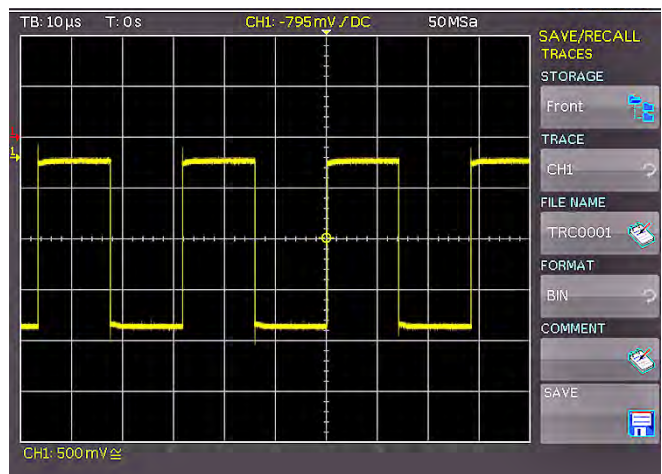 TB: 10 µs T: 0 s CH1: -795 mV ⁄ DC 50 MSa
SAVE/RECALL
TRACES
STORAGE
Front
TRACE
CH1
FILE NAME
TRC0001
FORMAT
BIN
COMMENT
SAVE
1
CH1: 500 mV ≅